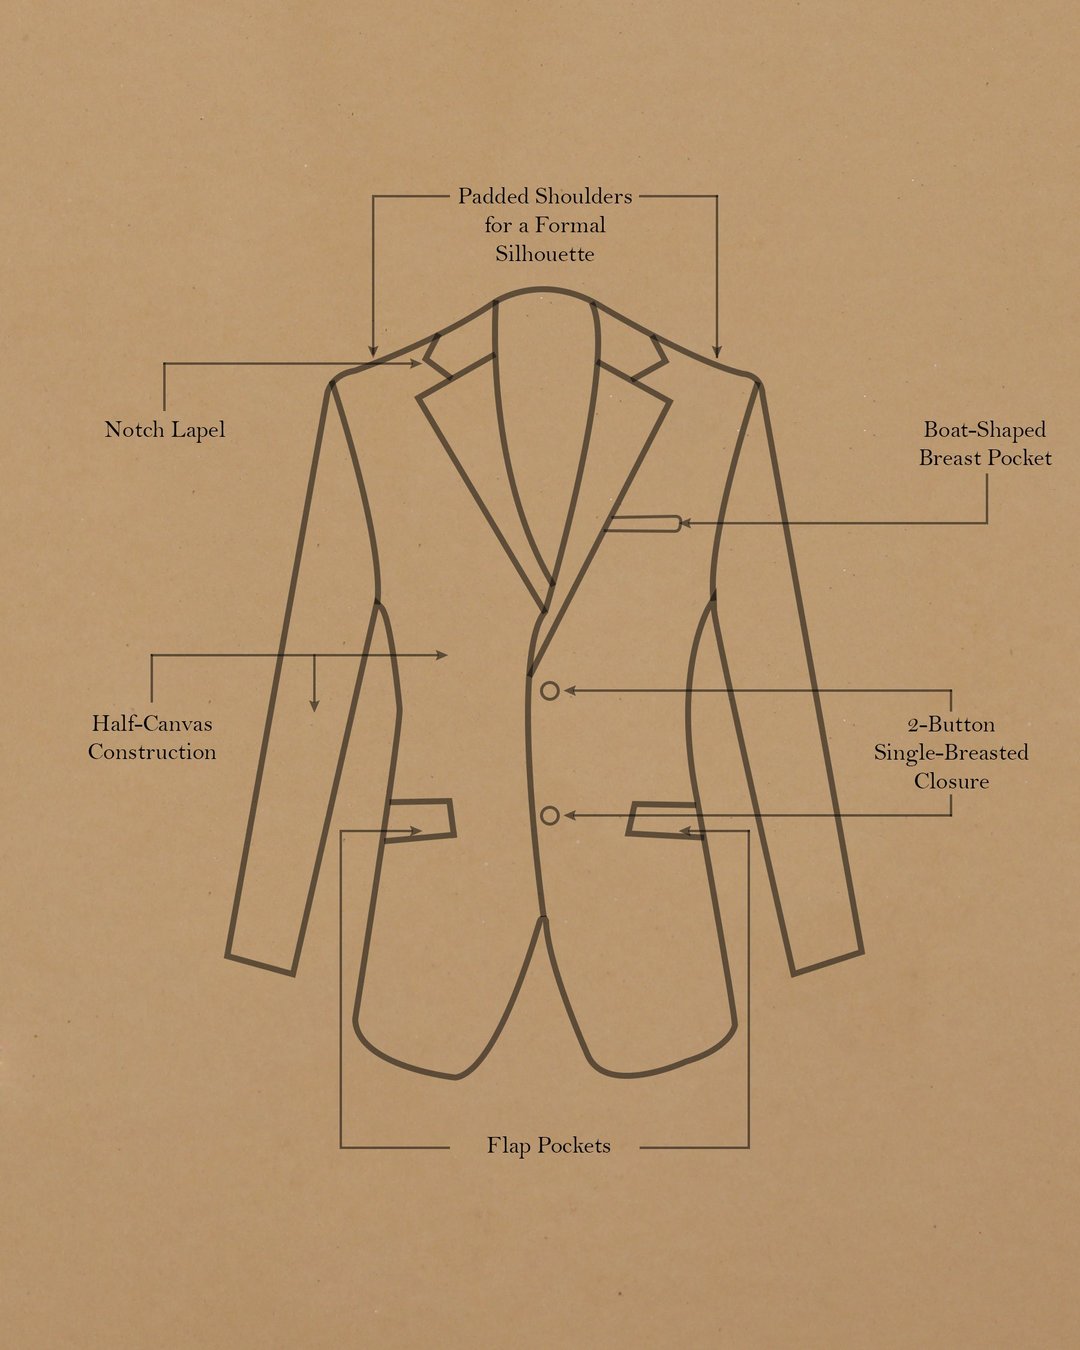 Padded Shoulders
for a Formal
Silhouette
Notch Lapel
Boat-Shaped
Breast Pocket
Half-Canvas
Construction
2-Button
Single-Breasted
Closure
Flap Pockets